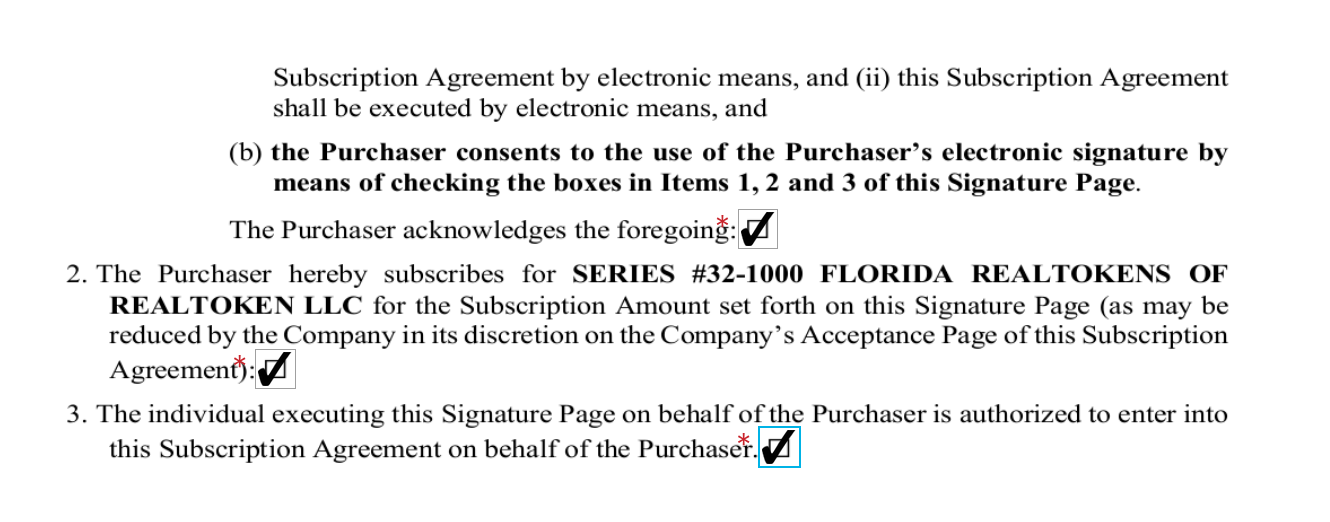 Subscription Agreement by electronic means, and (ii) this Subscription Agreement
shall be executed by electronic means, and
(b) the Purchaser consents to the use of the Purchaser’s electronic signature by
means of checking the boxes in Items 1, 2 and 3 of this Signature Page.
The Purchaser acknowledges the foregoing*:
2. The Purchaser hereby subscribes for SERIES #32-1000 FLORIDA REALTOKENS OF
REALTOKEN LLC for the Subscription Amount set forth on this Signature Page (as may be
reduced by the Company in its discretion on the Company’s Acceptance Page of this Subscription
Agreement)*:
3. The individual executing this Signature Page on behalf of the Purchaser is authorized to enter into
this Subscription Agreement on behalf of the Purchaser*.